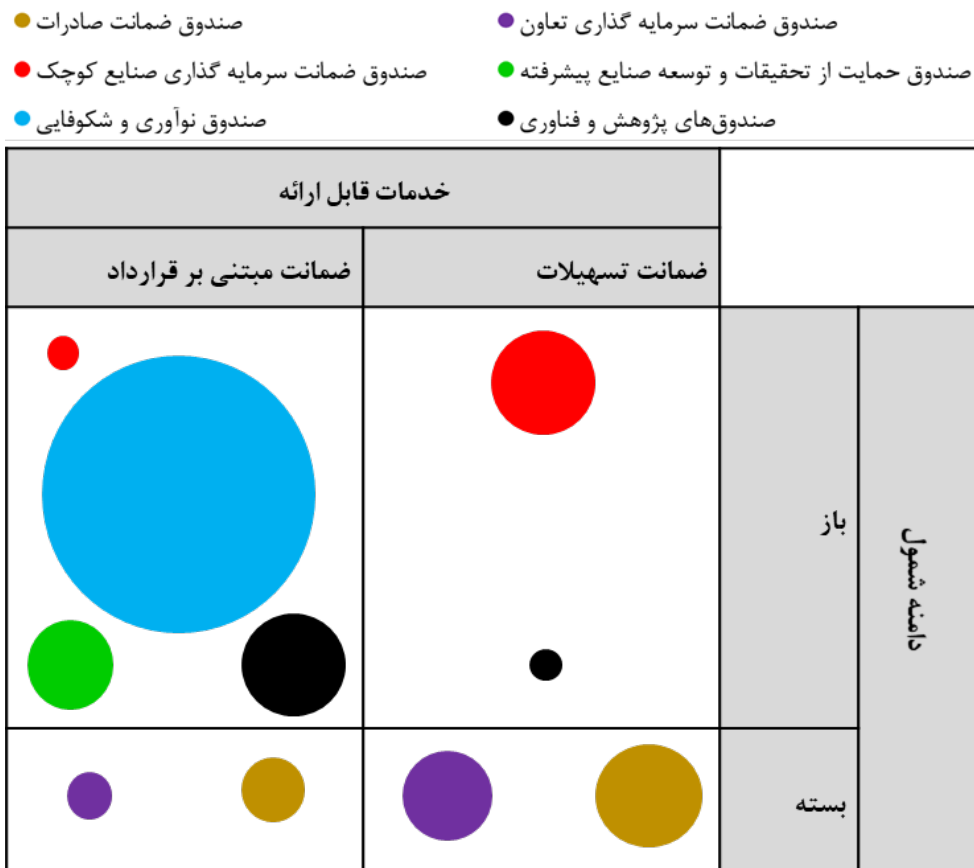 صندوق ضمانت سرمایه گذاری تعاون
صندوق ضمانت صادرات
صندوق حمایت از تحقیقات و توسعه صنایع پیشرفته
صندوق ضمانت سرمایه گذاری صنایع کوچک
صندوق‌های پژوهش و فناوری
صندوق نوآوری و شکوفایی
خدمات قابل ارائه
ضمانت تسهیلات
ضمانت مبتنی بر قرارداد
دامنه شمول
باز
بسته